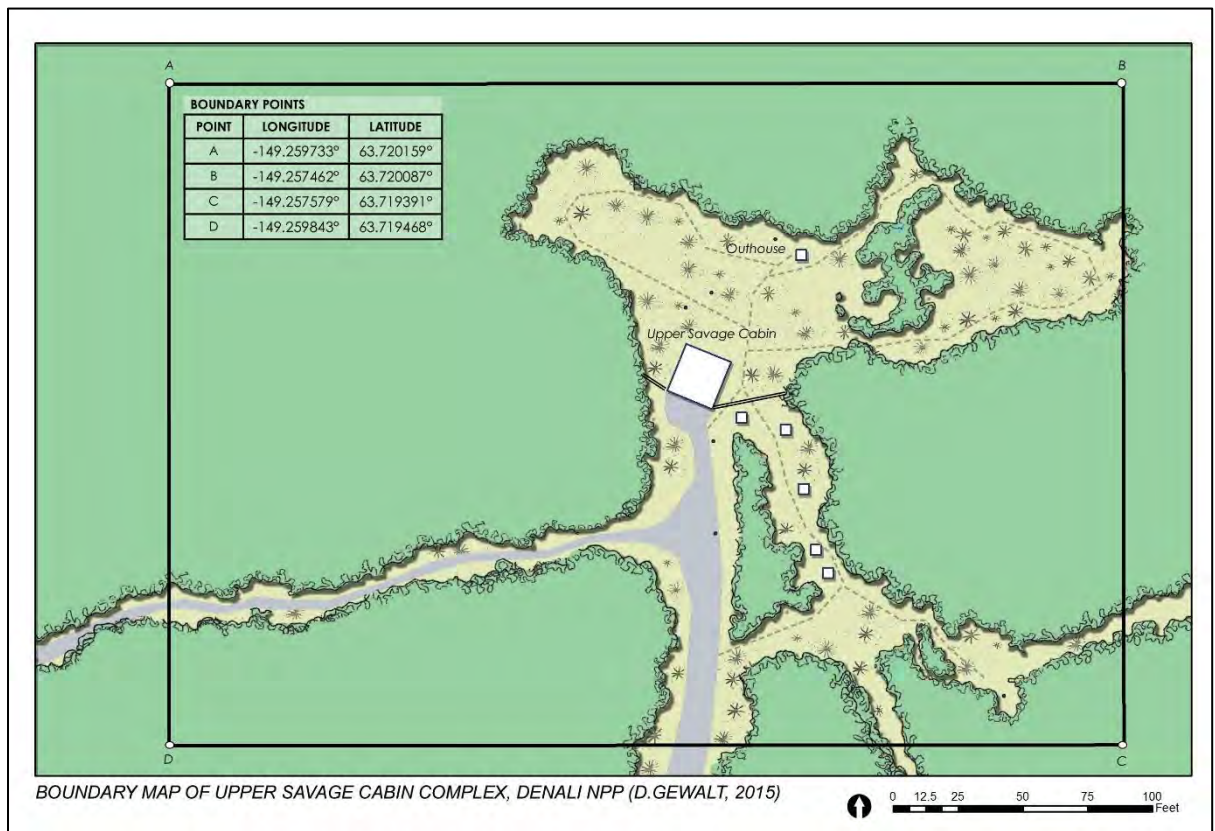 A
B
BOUNDARY POINTS
POINT LONGITUDE LATITUDE
A -149.259733° 63.720159°
B -149.257462° 63.720087°
C -149.257579° 63.719391°
D -149.259843° 63.719468°
Outhouse
Upper Savage Cabin
D
C
BOUNDARY MAP OF UPPER SAVAGE CABIN COMPLEX, DENALI NPP (D.GEWALT, 2015)
0 12.5 25 50 75 100
Feet